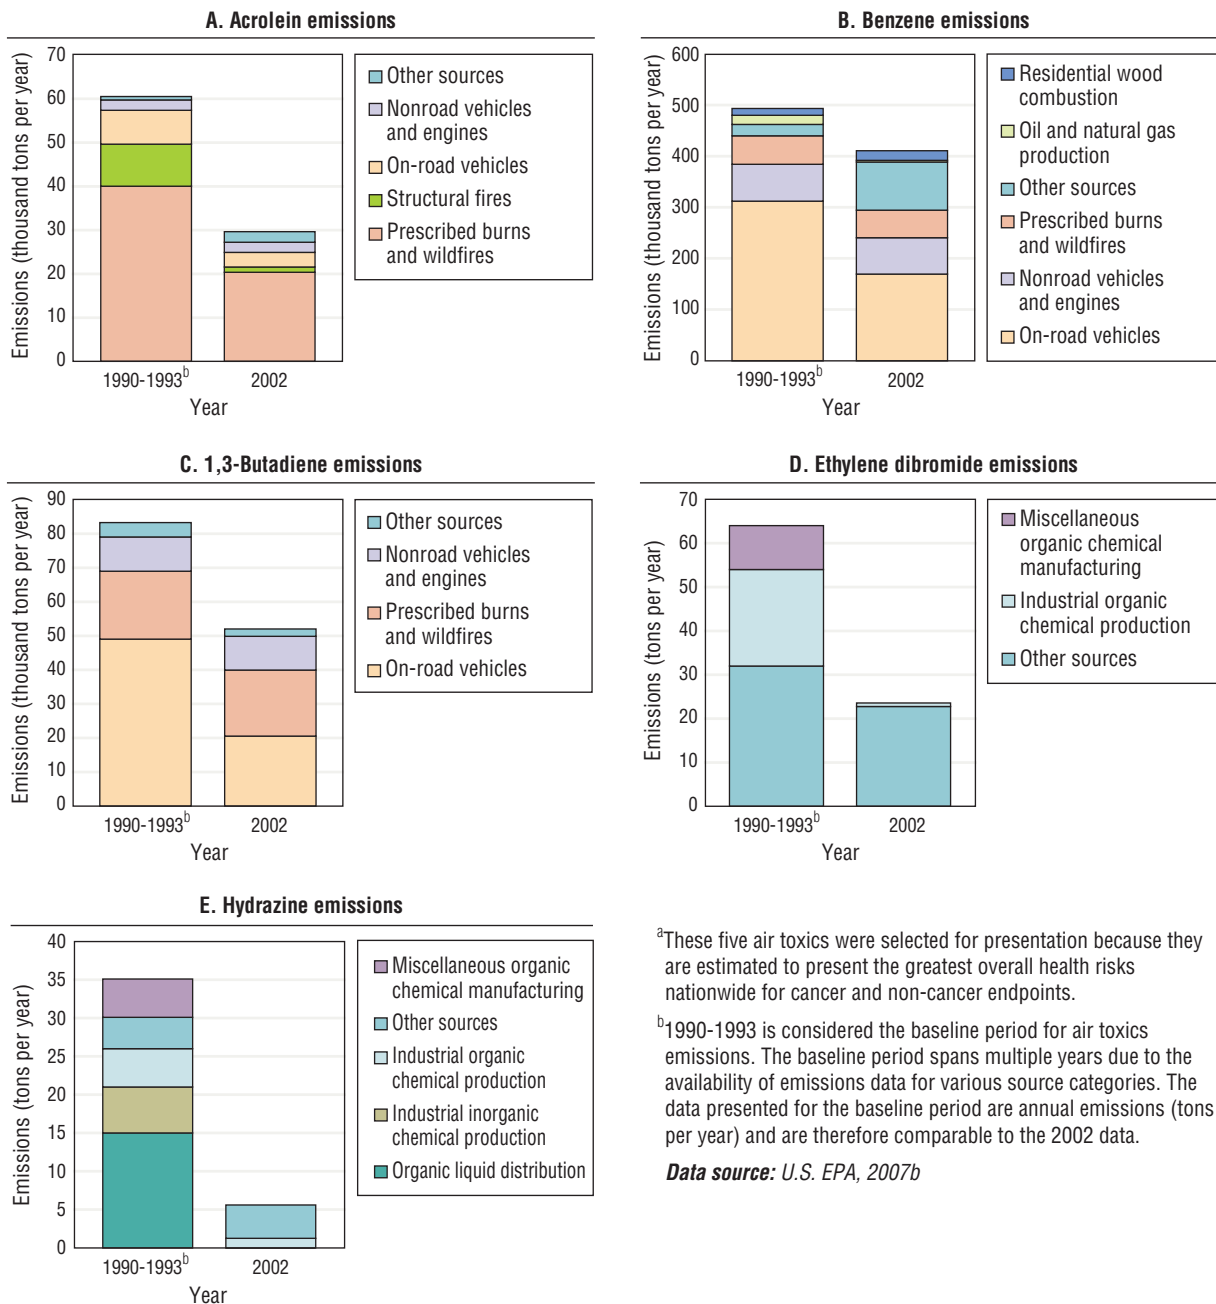 A. Acrolein emissions
Emissions (thousand tons per year)
70
60
50
40
30
20
10
0
1990-1993b
2002
Year
Other sources
Nonroad vehicles
and engines
On-road vehicles
Structural fires
Prescribed burns
and wildfires
B. Benzene emissions
Emissions (thousand tons per year)
600
500
400
300
200
100
0
1990-1993b
2002
Year
Residential wood
combustion
Oil and natural gas
production
Other sources
Prescribed burns
and wildfires
Nonroad vehicles
and engines
On-road vehicles
C. 1,3-Butadiene emissions
Emissions (thousand tons per year)
90
80
70
60
50
40
30
20
10
0
1990-1993b
2002
Year
Other sources
Nonroad vehicles
and engines
Prescribed burns
and wildfires
On-road vehicles
D. Ethylene dibromide emissions
Emissions (tons per year)
70
60
50
40
30
20
10
0
1990-1993b
2002
Year
Miscellaneous
organic chemical
manufacturing
Industrial organic
chemical production
Other sources
E. Hydrazine emissions
Emissions (tons per year)
40
35
30
25
20
15
10
5
0
1990-1993b
2002
Year
Miscellaneous organic
chemical manufacturing
Other sources
Industrial organic
chemical production
Industrial inorganic
chemical production
Organic liquid distribution
aThese five air toxics were selected for presentation because they
are estimated to present the greatest overall health risks
nationwide for cancer and non-cancer endpoints.
b1990-1993 is considered the baseline period for air toxics
emissions. The baseline period spans multiple years due to the
availability of emissions data for various source categories. The
data presented for the baseline period are annual emissions (tons
per year) and are therefore comparable to the 2002 data.
Data source: U.S. EPA, 2007b